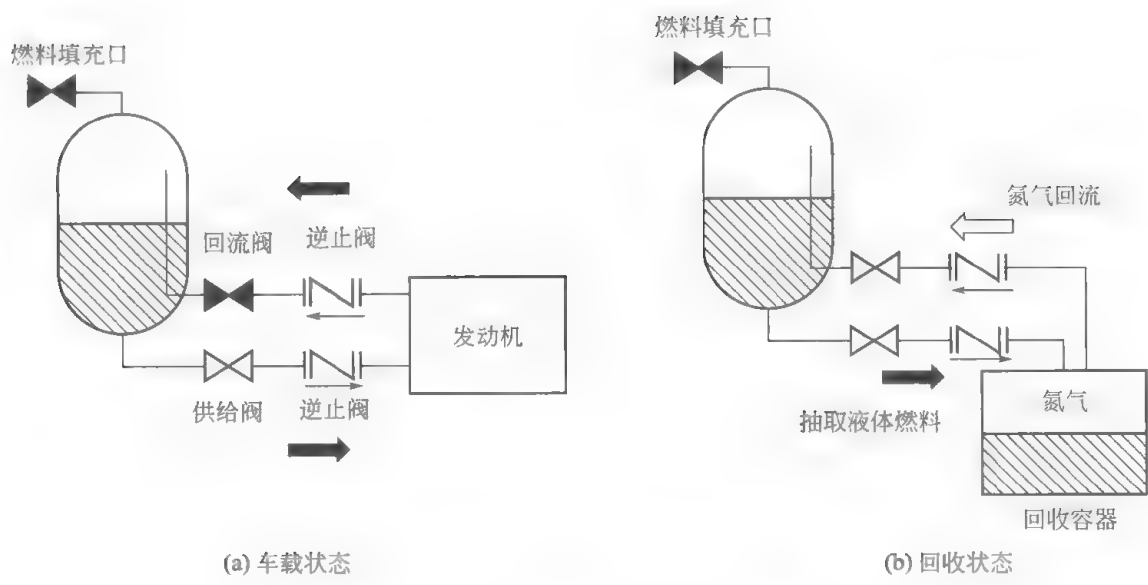 燃料填充口
回流阀
逆止阀
发动机
供给阀
逆止阀
(a) 车载状态
燃料填充口
氮气回流
抽取液体燃料
氮气
回收容器
(b) 回收状态